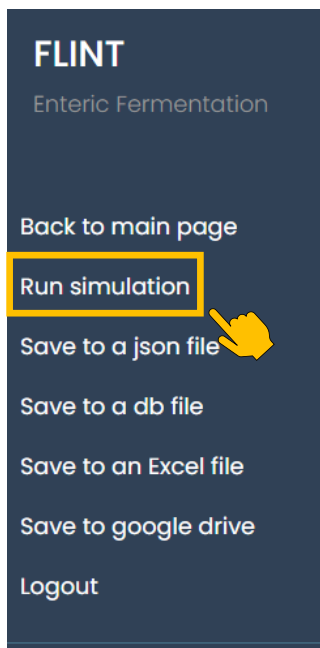 FLINT
Enteric Fermentation
Back to main page
Run simulation
Save to a json file
Save to a db file
Save to an Excel file
Save to google drive
Logout